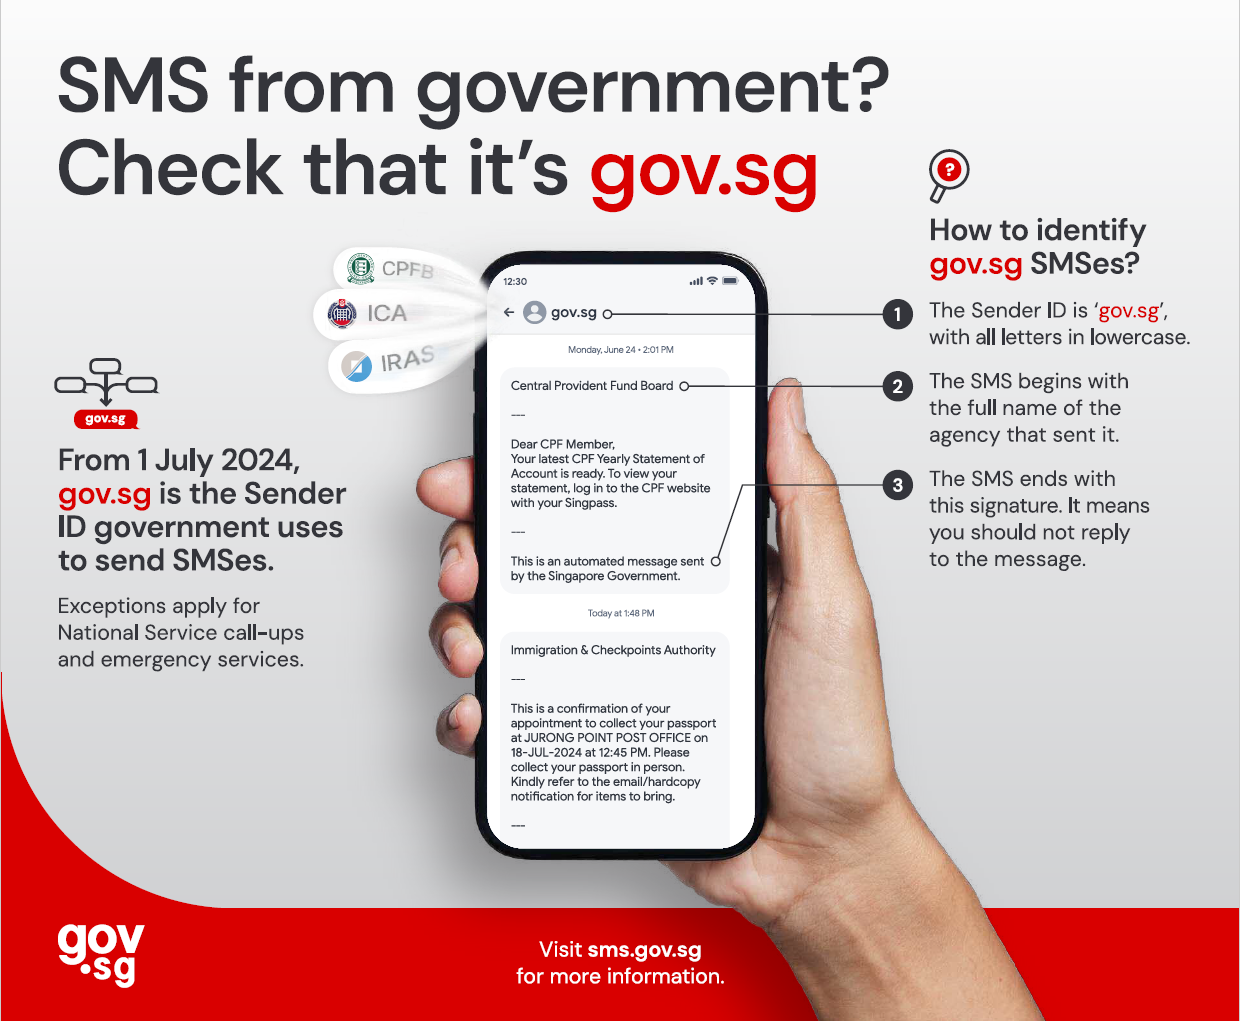 SMS from government?
Check that it's gov.sg
CPFB
ICA
IRAS
gov.sg
From 1 July 2024,
gov.sg is the Sender
ID government uses
to send SMSes.
Exceptions apply for
National Service call-ups
and emergency services.
12:30
gov.sg
Monday, June 24 • 2:01 PM
Central Provident Fund Board
---
Dear CPF Member,
Your latest CPF Yearly Statement of
Account is ready. To view your
statement, log in to the CPF website
with your Singpass.
---
This is an automated message sent
by the Singapore Government.
Today at 1:48 PM
Immigration & Checkpoints Authority
---
This is a confirmation of your
appointment to collect your passport
at JURONG POINT POST OFFICE on
18-JUL-2024 at 12:45 PM. Please
collect your passport in person.
Kindly refer to the email/hardcopy
notification for items to bring.
---
?
How to identify
gov.sg SMSes?
1 The Sender ID is 'gov.sg',
with all letters in lowercase.
2 The SMS begins with
the full name of the
agency that sent it.
3 The SMS ends with
this signature. It means
you should not reply
to the message.
gov
.sg
Visit sms.gov.sg
for more information.